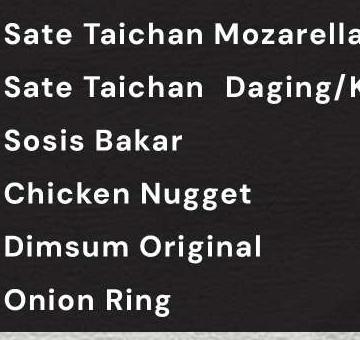 Sate Taichan Mozarella
Sate Taichan Daging/K
Sosis Bakar
Chicken Nugget
Dimsum Original
Onion Ring